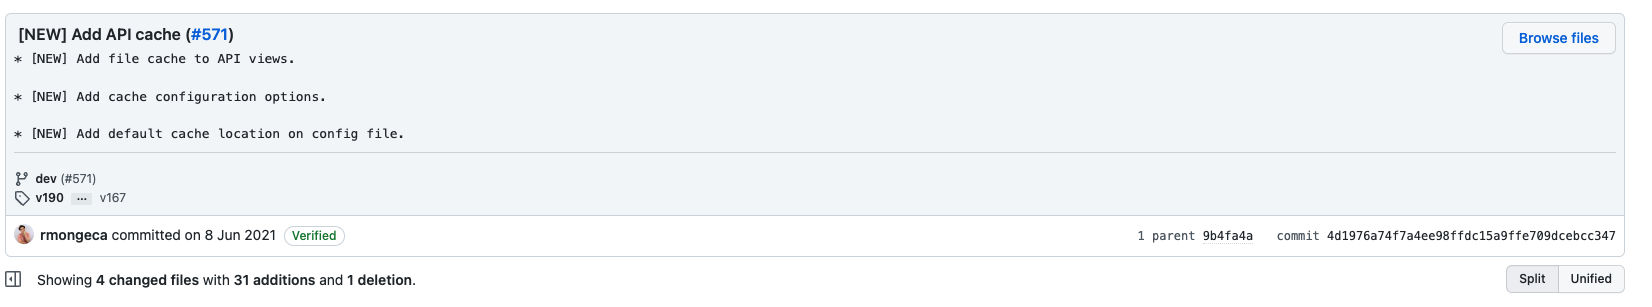 [NEW] Add API cache (#571)
Browse files
* [NEW] Add file cache to API views.
* [NEW] Add cache configuration options.
* [NEW] Add default cache location on config file.
dev (#571)
v190 ... v167
rmongeca committed on 8 Jun 2021 Verified
1 parent 9b4fa4a commit 4d1976a74f7a4ee98ffdc15a9ffe709dcebcc347
Showing 4 changed files with 31 additions and 1 deletion.
Split Unified